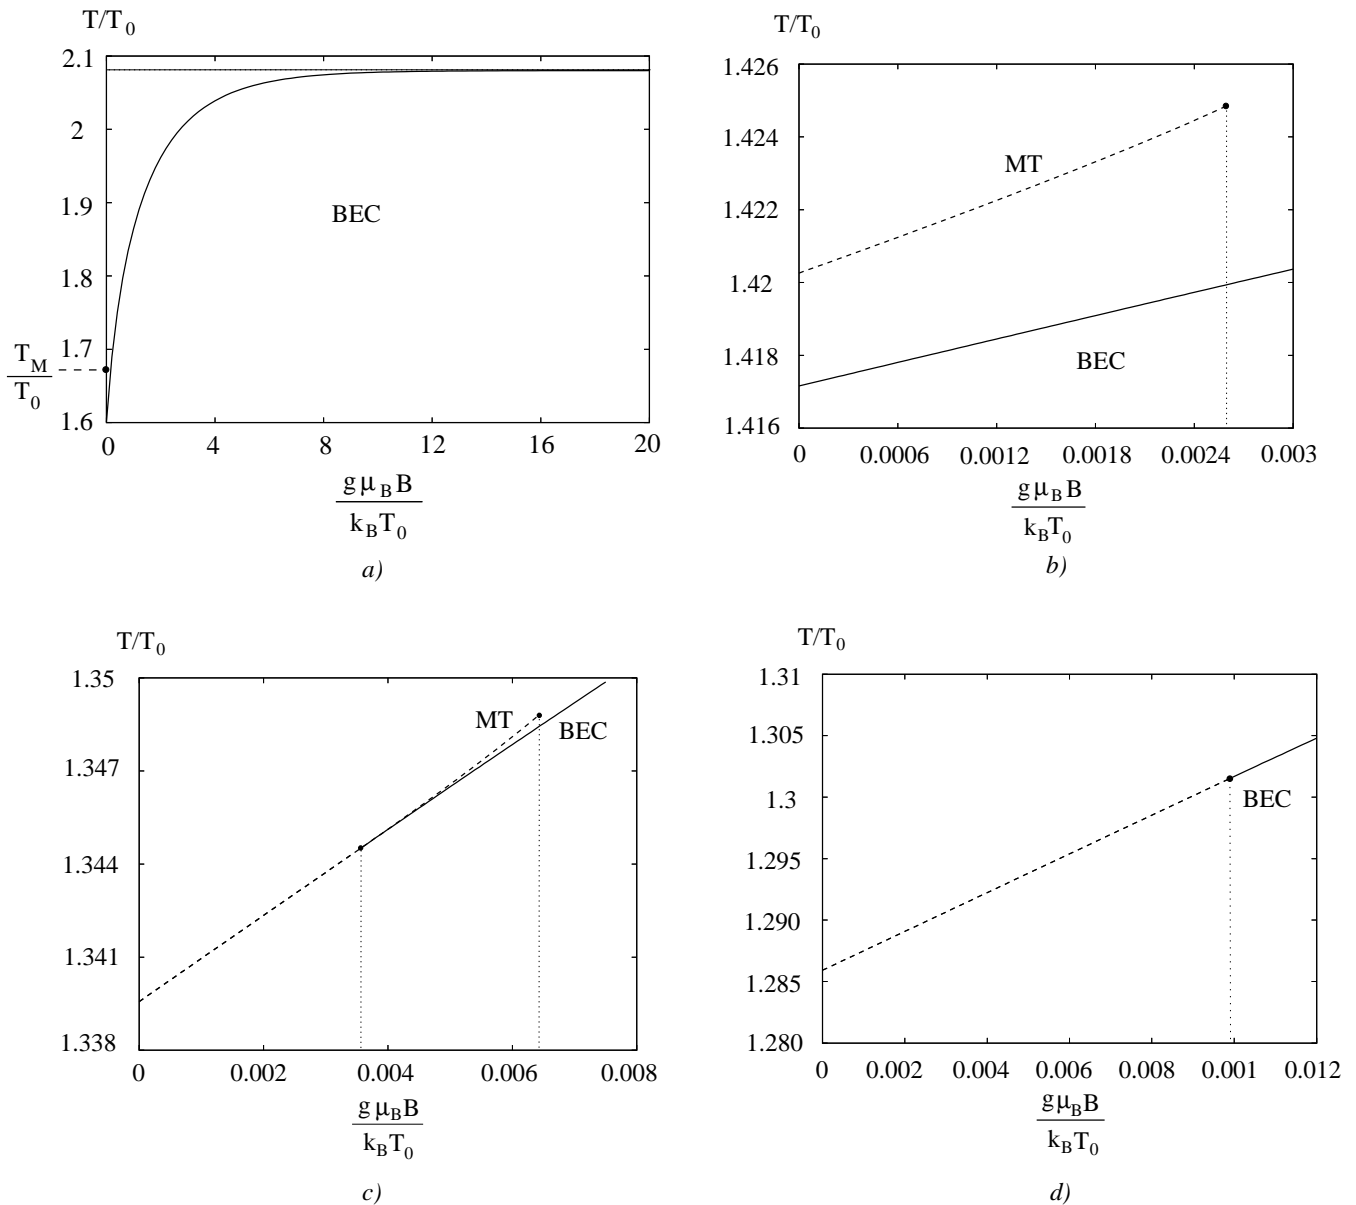 T/T0
2.1
2
1.9
1.8
1.7
1.6
TM
T0
BEC
0 4 8 12 16 20
gμBB
kBT0
a)
T/T0
1.426
1.424
1.422
1.42
1.418
1.416
MT
BEC
0 0.0006 0.0012 0.0018 0.0024 0.003
gμBB
kBT0
b)
T/T0
1.35
1.347
1.344
1.341
1.338
MT
BEC
0 0.002 0.004 0.006 0.008
gμBB
kBT0
c)
T/T0
1.31
1.305
1.3
1.295
1.290
1.285
1.280
BEC
0 0.002 0.004 0.006 0.008 0.001 0.012
gμBB
kBT0
d)